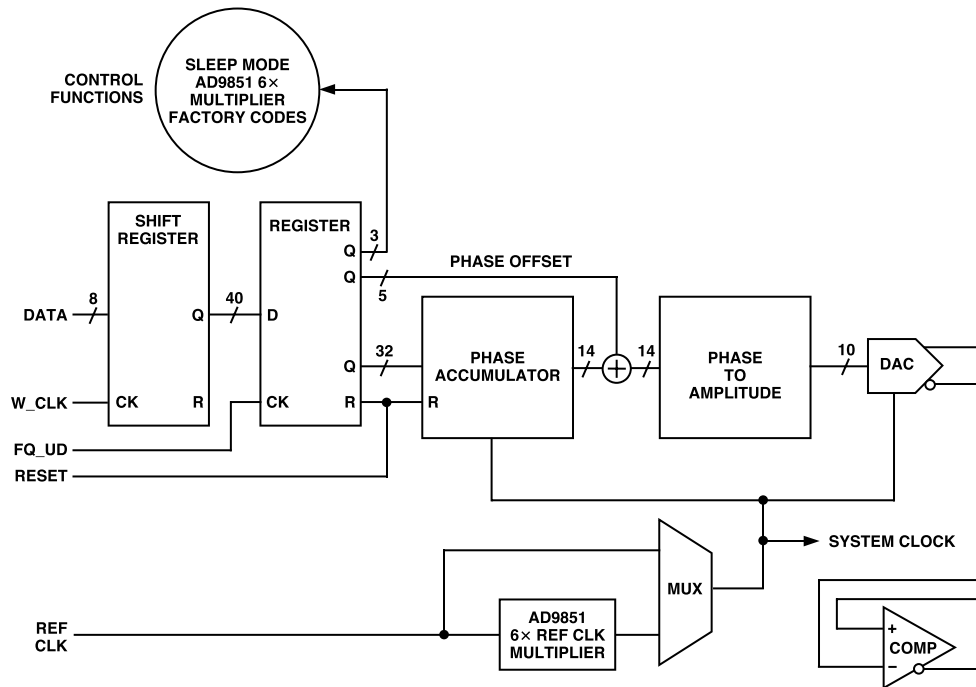 CONTROL
FUNCTIONS
SLEEP MODE
AD9851 6×
MULTIPLIER
FACTORY CODES
SHIFT
REGISTER
REGISTER
Q
3
Q
5
PHASE OFFSET
DATA
8
Q
40
D
Q
32
PHASE
ACCUMULATOR
14
+
14
PHASE
TO
AMPLITUDE
10
DAC
W_CLK
CK
R
CK
R
R
FQ_UD
RESET
SYSTEM CLOCK
MUX
REF
CLK
AD9851
6× REF CLK
MULTIPLIER
+
COMP
−